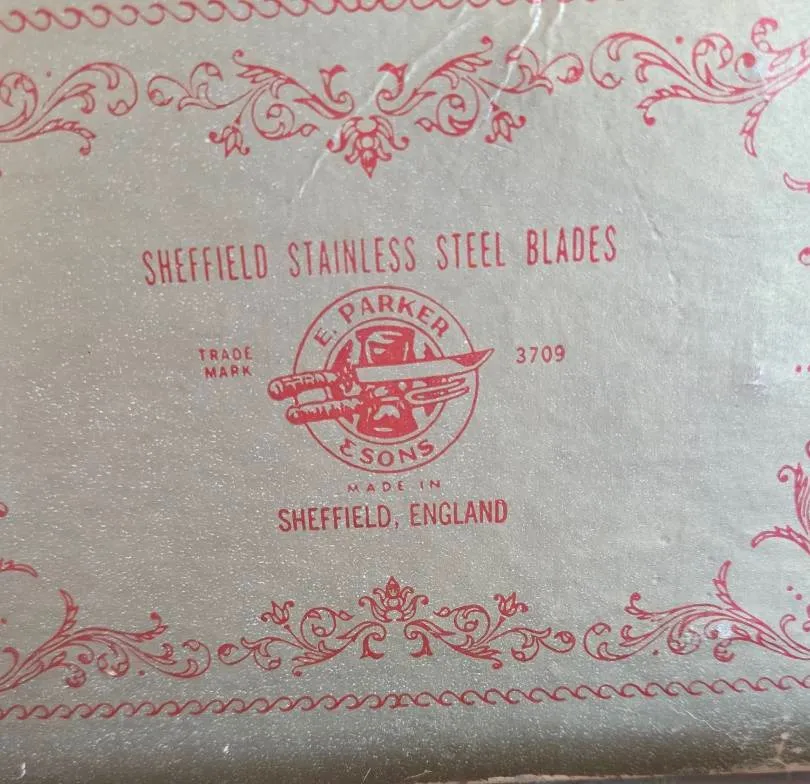 SHEFFIELD STAINLESS STEEL BLADES
E. PARKER
TRADE
MARK
3709
& SONS
MADE IN
SHEFFIELD, ENGLAND